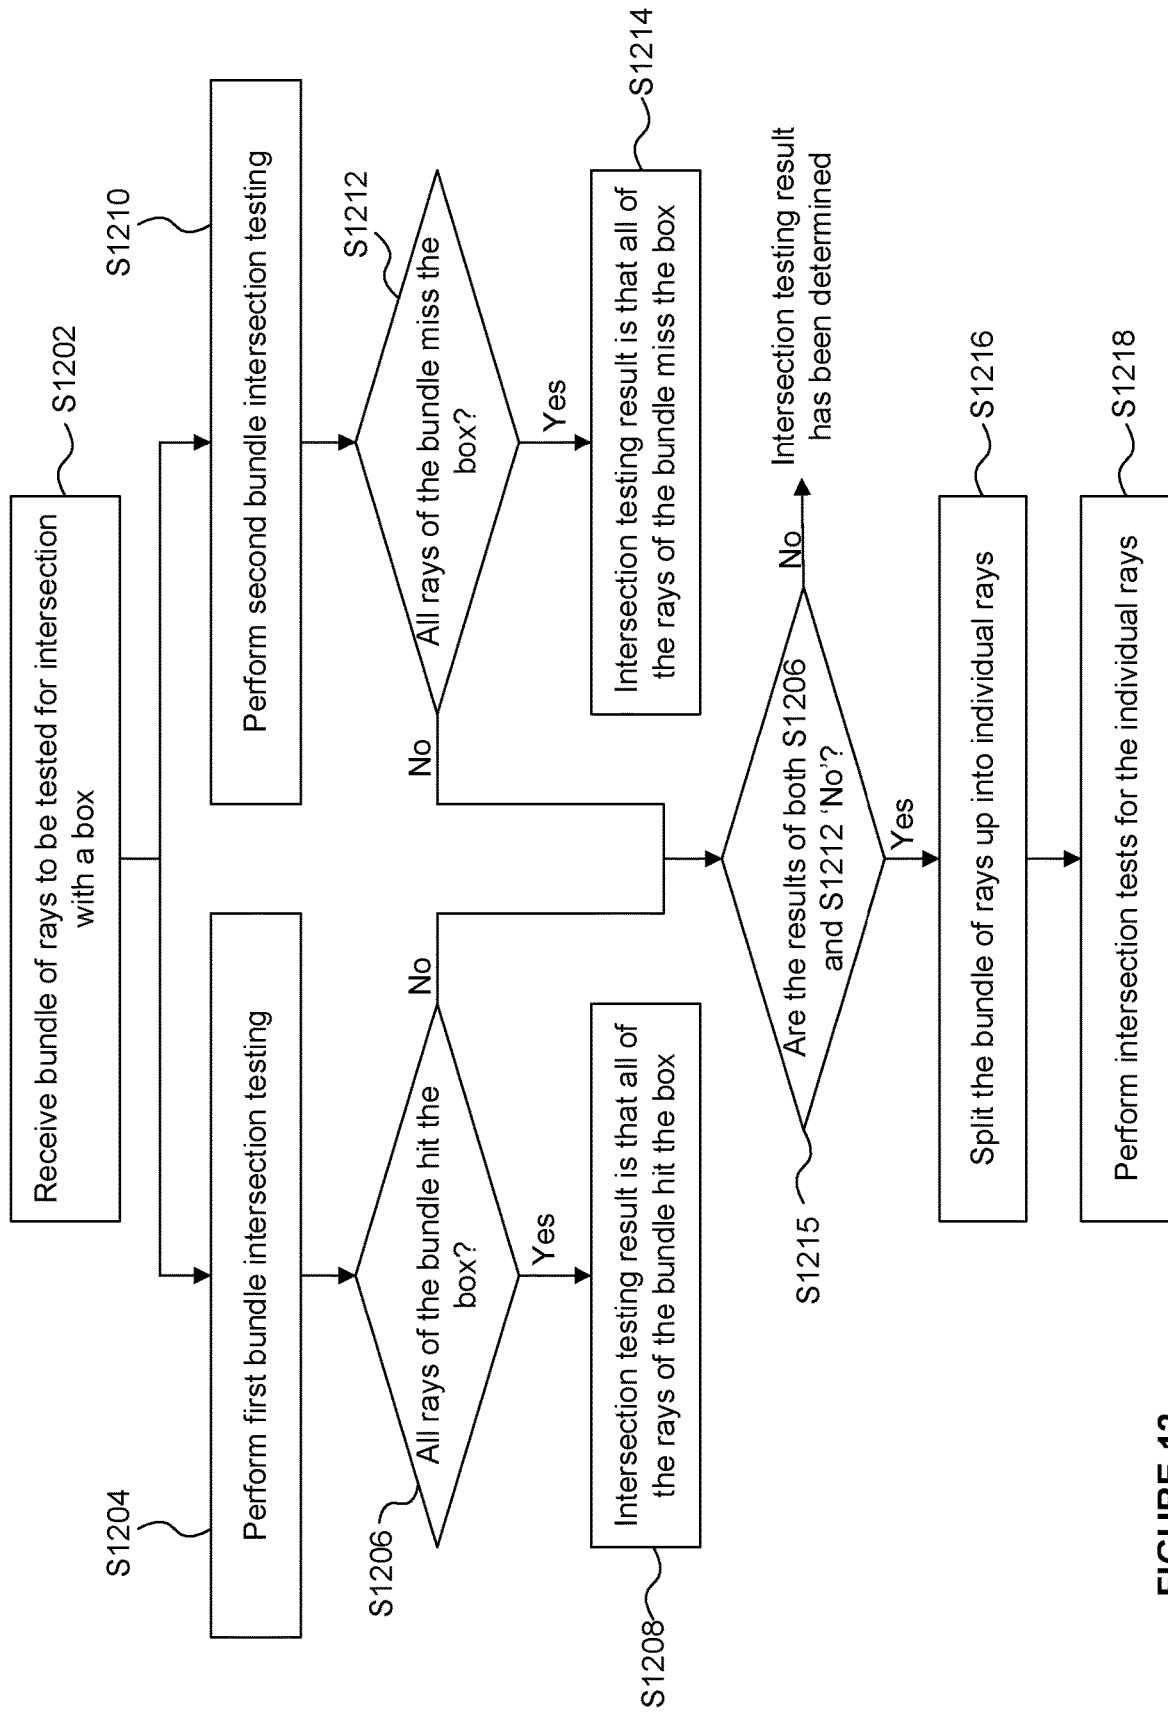 Receive bundle of rays to be tested for intersection
with a box
S1202
S1204
Perform first bundle intersection testing
S1210
Perform second bundle intersection testing
S1206
All rays of the bundle hit the
box?
No
Yes
S1212
All rays of the bundle miss the
box?
No
Yes
S1208
Intersection testing result is that all of
the rays of the bundle hit the box
S1214
Intersection testing result is that all of
the rays of the bundle miss the box
S1215
Are the results of both S1206
and S1212 'No'?
No
Intersection testing result
has been determined
Yes
Split the bundle of rays up into individual rays
S1216
Perform intersection tests for the individual rays
S1218
FIGURE